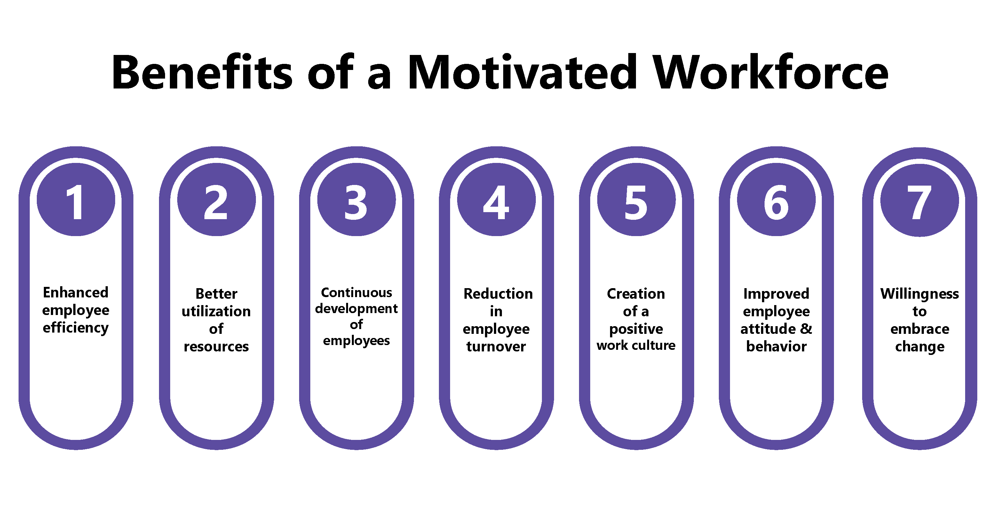 Benefits of a Motivated Workforce
1
Enhanced
employee
efficiency
2
Better
utilization
of
resources
3
Continuous
development
of
employees
4
Reduction
in
employee
turnover
5
Creation
of a
positive
work culture
6
Improved
employee
attitude &
behavior
7
Willingness
to
embrace
change